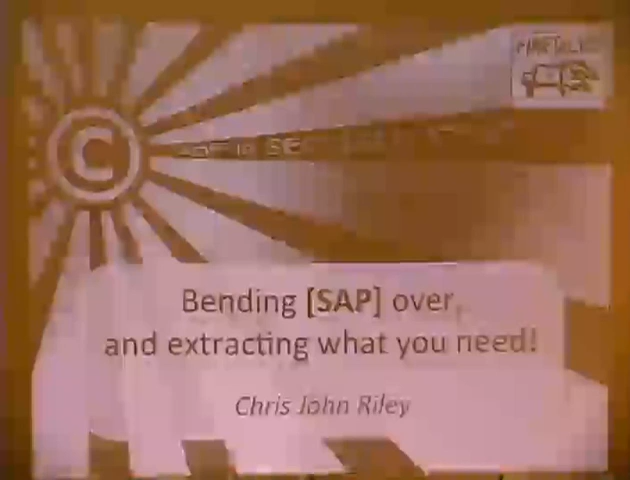 ©
Bending [SAP] over,
and extracting what you need!
Chris John Riley